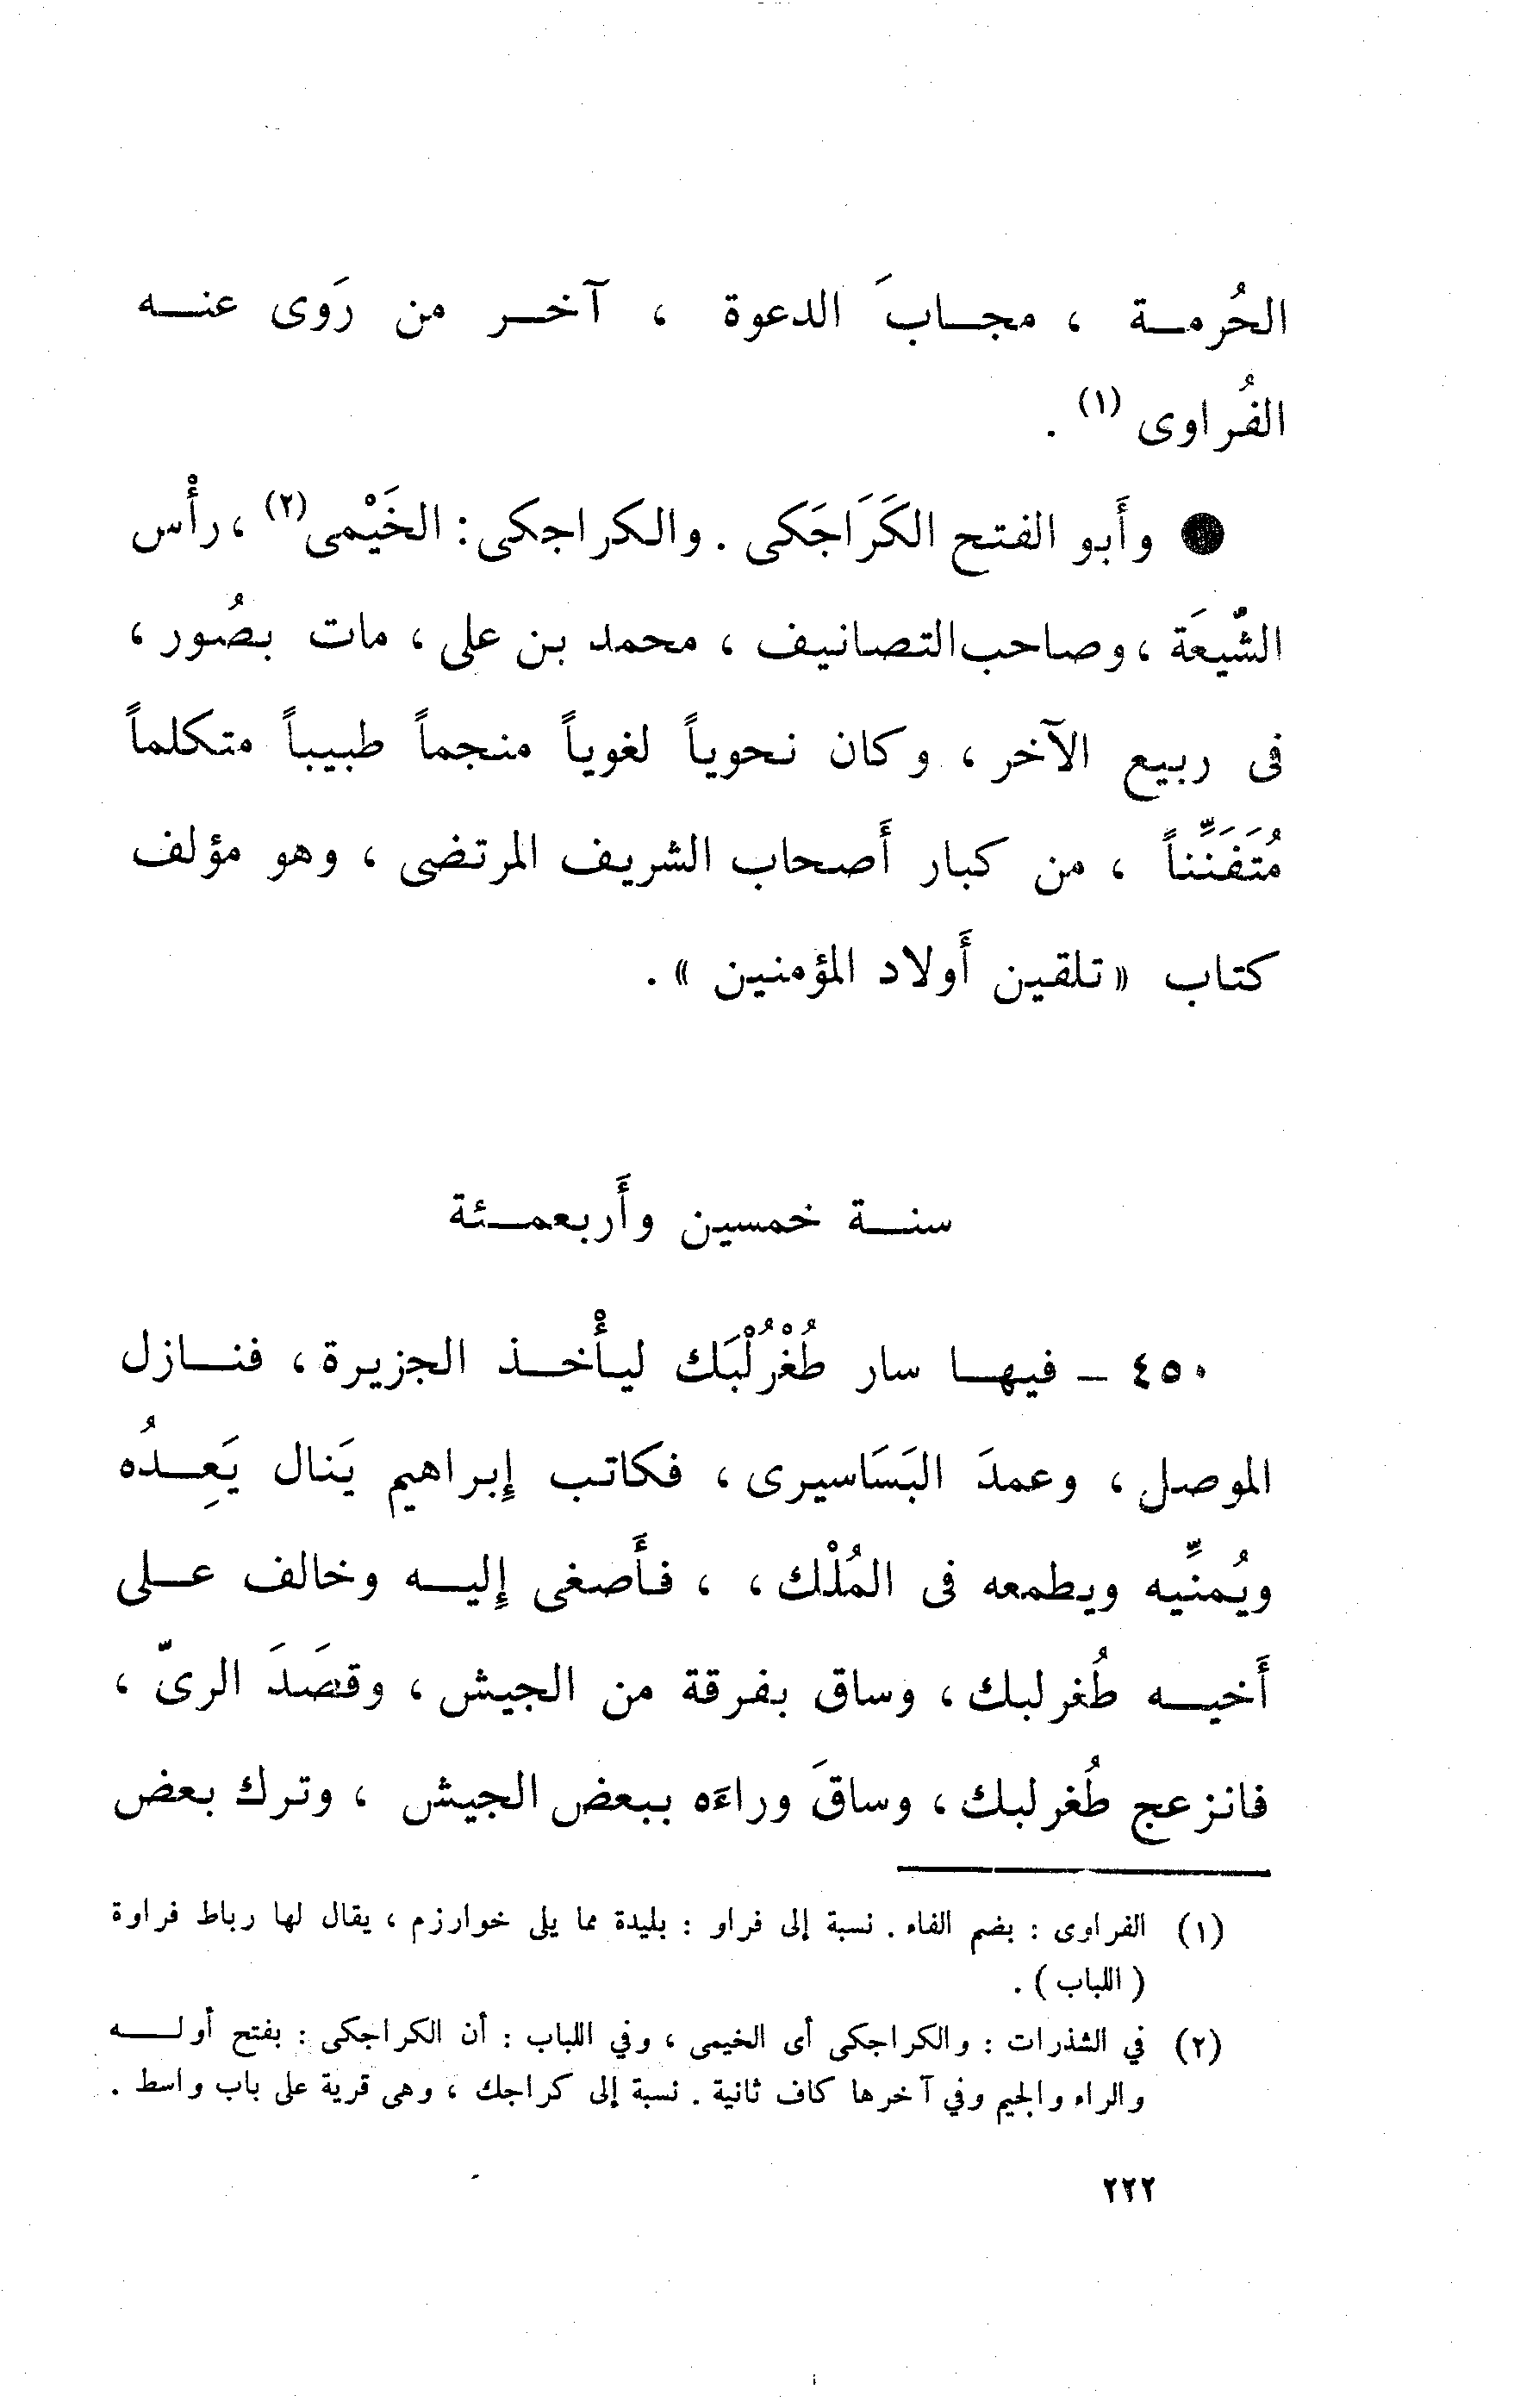 الحُرمة ، مجابَ الدعوة ، آخر من رَوى عنه
الفُراوى (١) .
● وأَبو الفتح الكَرَاجَكى . والكراجكى : الخَيْمى (٢) ، رأْس
الشِّيعَة ، وصاحب التصانيف ، محمد بن على ، مات بصُور ،
فى ربيع الآخر ، وكان نحوياً لغوياً منجماً طبيباً متكلماً
مُتَفَنِّناً ، من كبار أَصحاب الشريف المرتضى ، وهو مؤلف
كتاب « تلقين أَولاد المؤمنين » .
سنة خمسين وأَربعمئة
٤٥٠ - فيها سار طُغْرُلْبَك ليأْخذ الجزيرة ، فنازل
الموصل ، وعمدَ البَسَاسيرى ، فكاتب إِبراهيم يَنال يَعِدُه
ويُمنِّيه ويطمعه فى المُلْك ، ، فأَصغى إِليه وخالف على
أَخيه طُغرلبك ، وساق بفرقة من الجيش ، وقصَدَ الرىّ ،
فانزعج طُغرلبك ، وساقَ وراءَه ببعض الجيش ، وترك بعض
(١) الفراوى : بضم الفاء . نسبة إلى فراو : بليدة مما يلى خوارزم ، يقال لها رباط فراوة
( اللباب ) .
(٢) في الشذرات : والكراجكى أى الخيمى ، وفي اللباب : أن الكراجكى : بفتح أوله
والراء والجيم وفي آخرها كاف ثانية . نسبة إلى كراجك ، وهى قرية على باب واسط .
٢٢٢